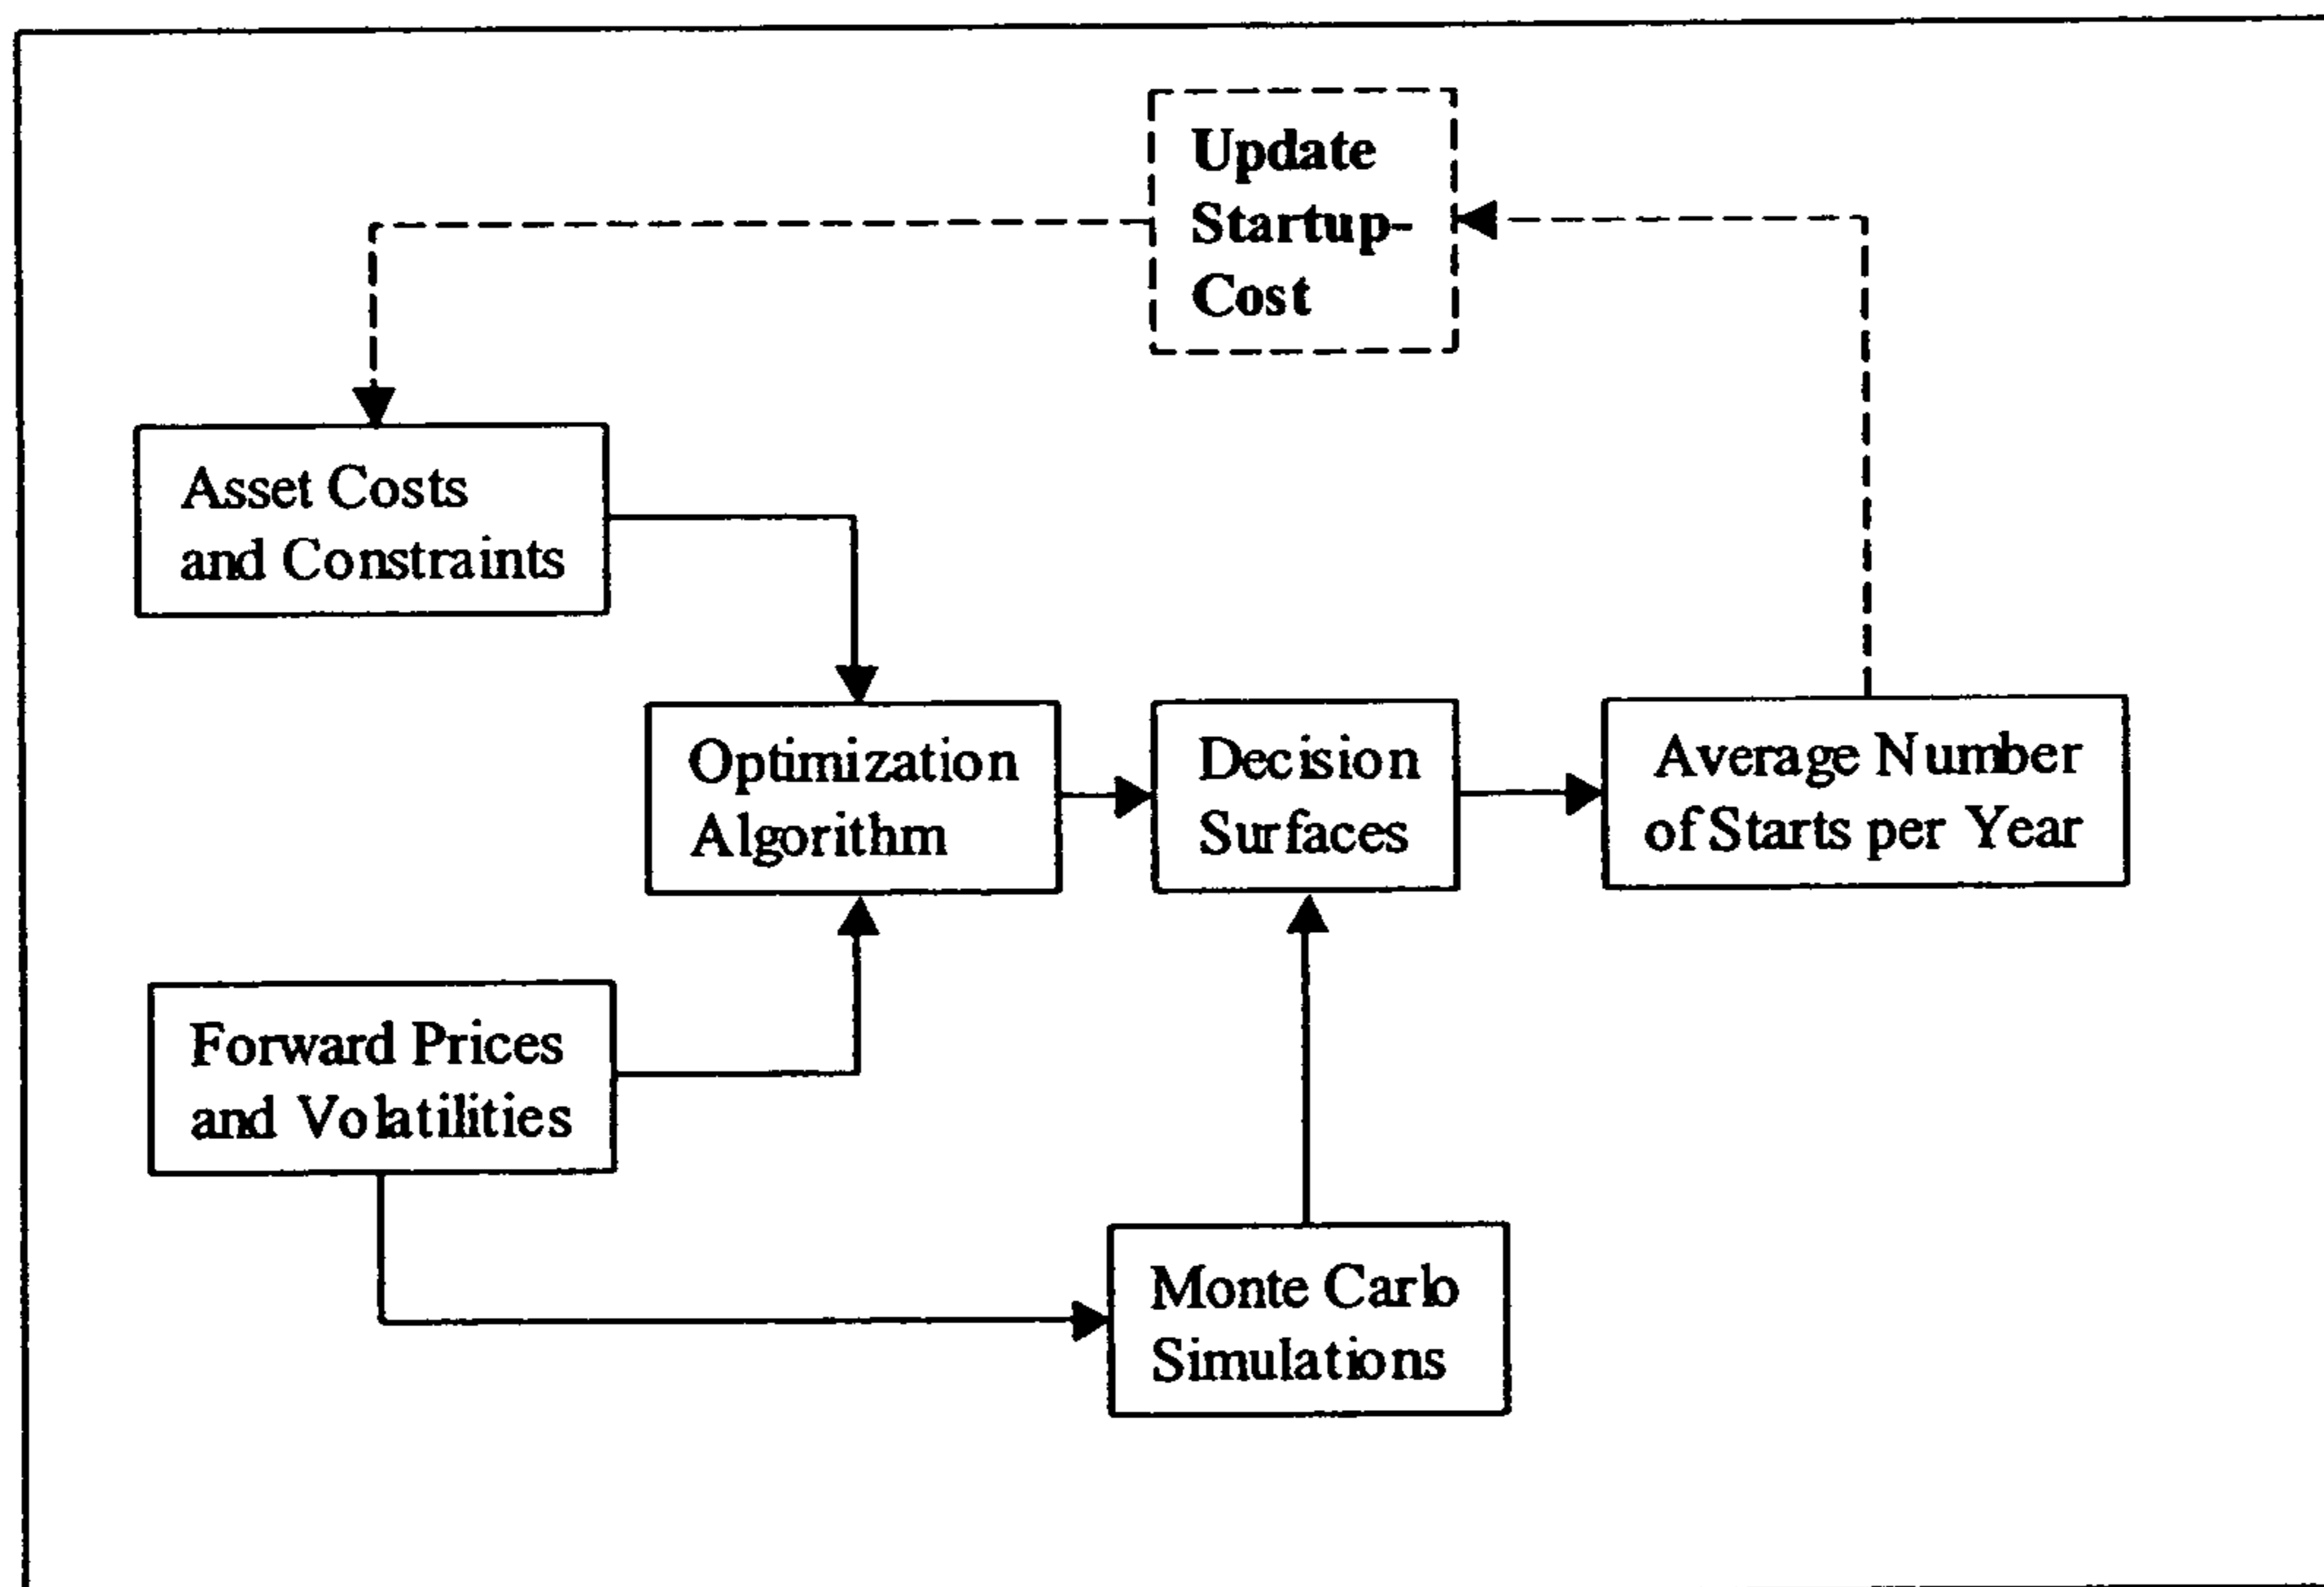 Update
Startup-
Cost
Asset Costs
and Constraints
Optimization
Algorithm
Decision
Surfaces
Average Number
of Starts per Year
Forward Prices
and Volatilities
Monte Carlo
Simulations